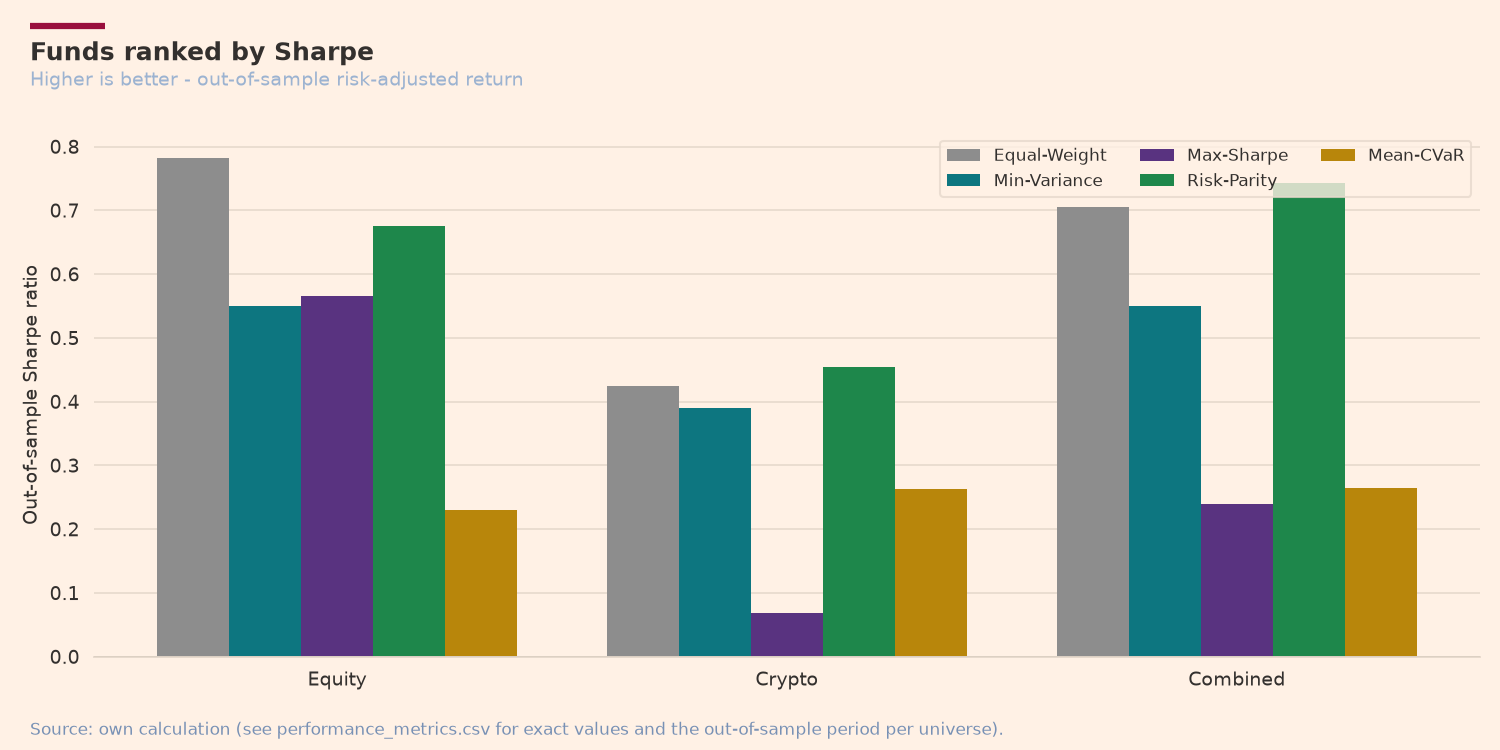 Funds ranked by Sharpe
Higher is better - out-of-sample risk-adjusted return
Out-of-sample Sharpe ratio
0.8
0.7
0.6
0.5
0.4
0.3
0.2
0.1
0.0
Equal-Weight
Min-Variance
Max-Sharpe
Risk-Parity
Mean-CVaR
Equity
Crypto
Combined
Source: own calculation (see performance_metrics.csv for exact values and the out-of-sample period per universe).